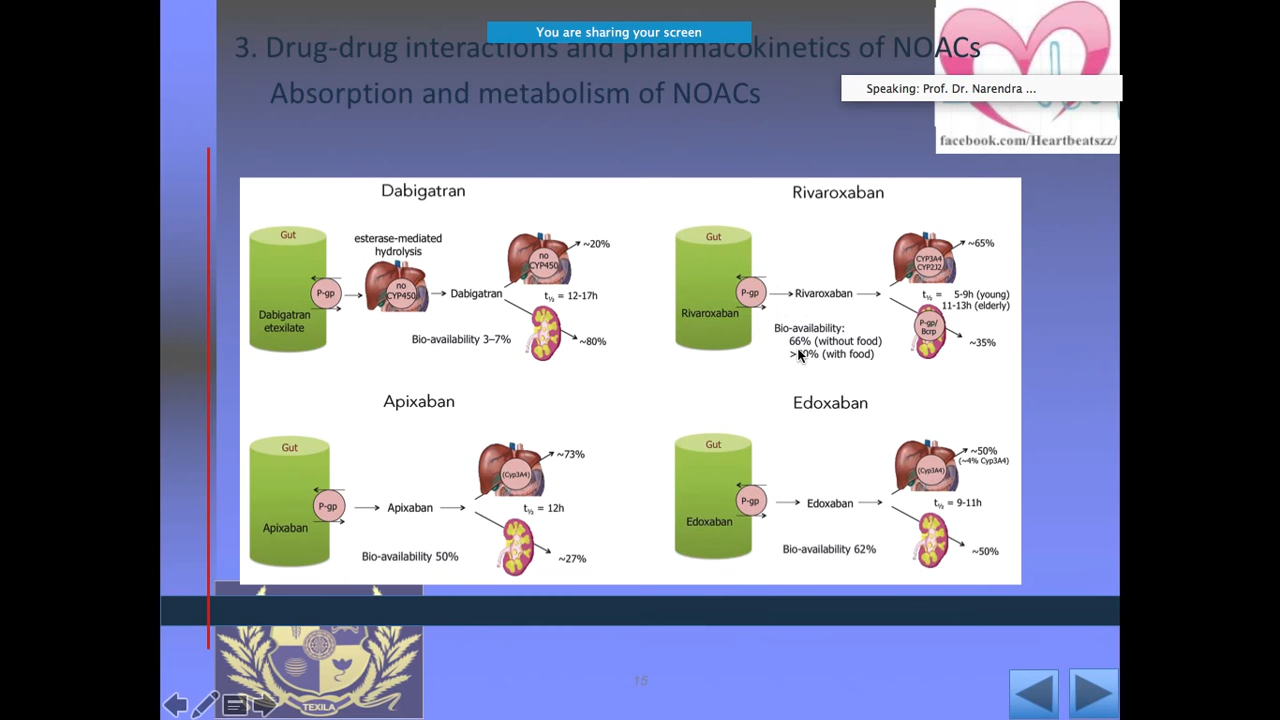 You are sharing your screen
3. Drug-drug interactions and pharmacokinetics of NOACs
Absorption and metabolism of NOACs
Speaking: Prof. Dr. Narendra ...
facebook.com/Heartbeatszz/
Dabigatran
Gut
esterase-mediated
hydrolysis
P-gp
no
CYP450
Dabigatran
no
CYP450
~20%
t½ = 12-17h
Dabigatran
etexilate
Bio-availability 3–7%
~80%
Rivaroxaban
Gut
P-gp
Rivaroxaban
CYP3A4
CYP2J2
~65%
t½ = 5-9h (young)
11-13h (elderly)
Rivaroxaban
Bio-availability:
66% (without food)
(with food)
P-gp/
Bcrp
~35%
Apixaban
Gut
P-gp
Apixaban
(Cyp3A4)
~73%
t½ = 12h
Apixaban
Bio-availability 50%
~27%
Edoxaban
Gut
P-gp
Edoxaban
(Cyp3A4)
~50%
(~4% Cyp3A4)
t½ = 9-11h
Edoxaban
Bio-availability 62%
~50%
TEXILA
15